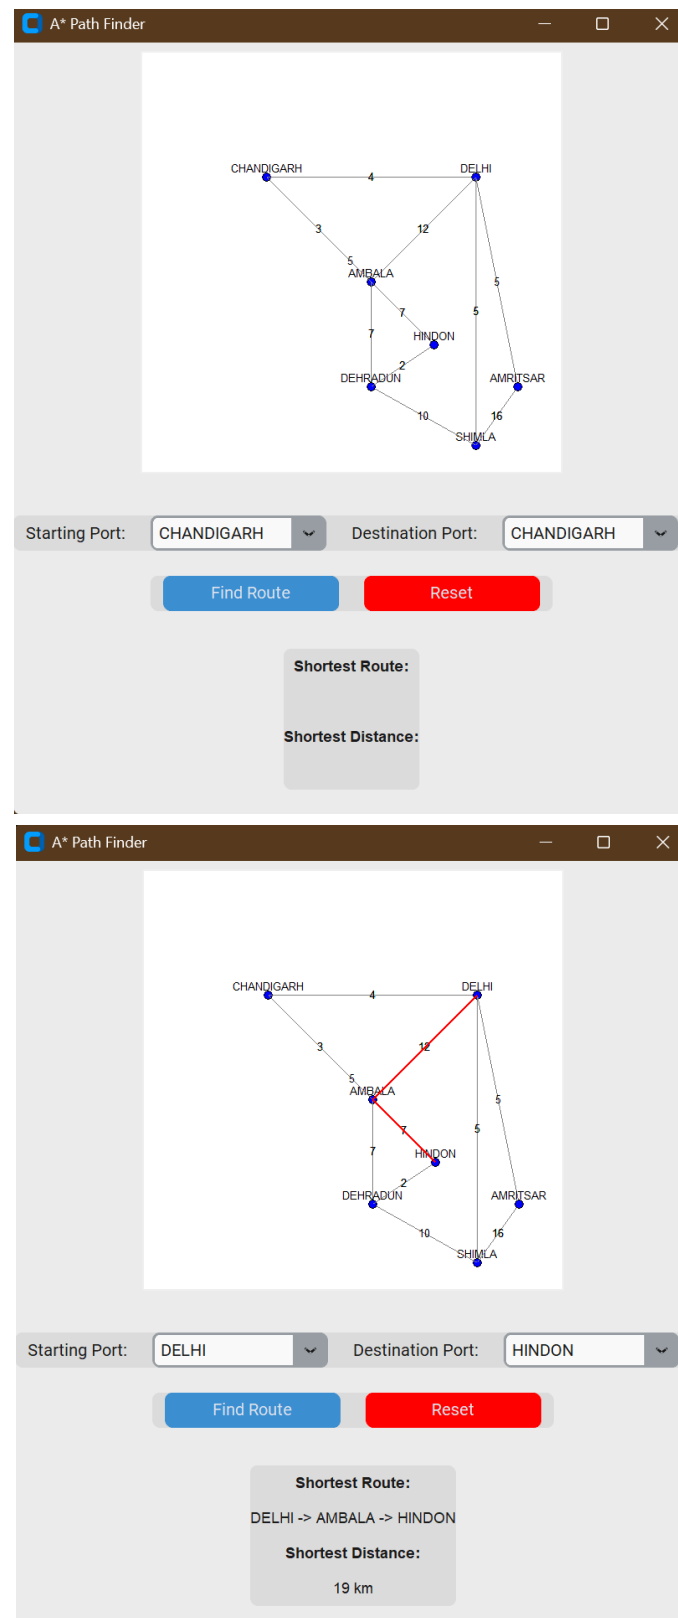 A* Path Finder
CHANDIGARH
DELHI
4
3
12
5
AMBALA
5
7
5
7
HINDON
2
DEHRADUN
AMRITSAR
10
16
SHIMLA
Starting Port: CHANDIGARH Destination Port: CHANDIGARH
Find Route Reset
Shortest Route:
Shortest Distance:
A* Path Finder
CHANDIGARH
DELHI
4
3
12
5
AMBALA
5
7
5
7
HINDON
2
DEHRADUN
AMRITSAR
10
16
SHIMLA
Starting Port: DELHI Destination Port: HINDON
Find Route Reset
Shortest Route:
DELHI -> AMBALA -> HINDON
Shortest Distance:
19 km